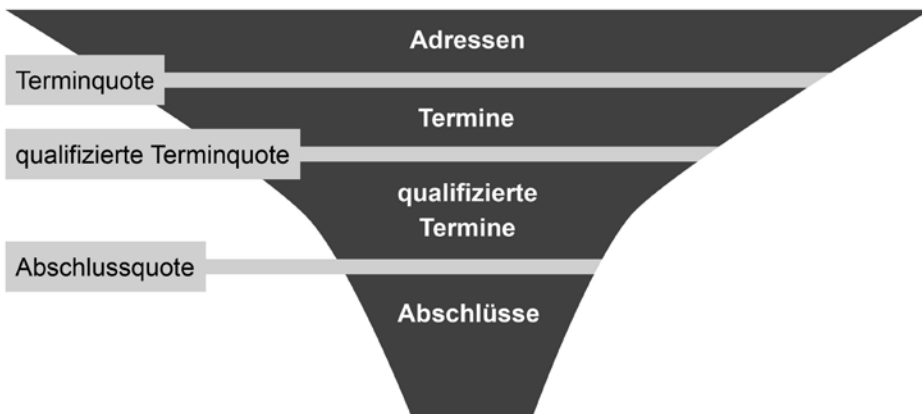 Adressen
Terminquote
Termine
qualifizierte Terminquote
qualifizierte
Termine
Abschlussquote
Abschlüsse